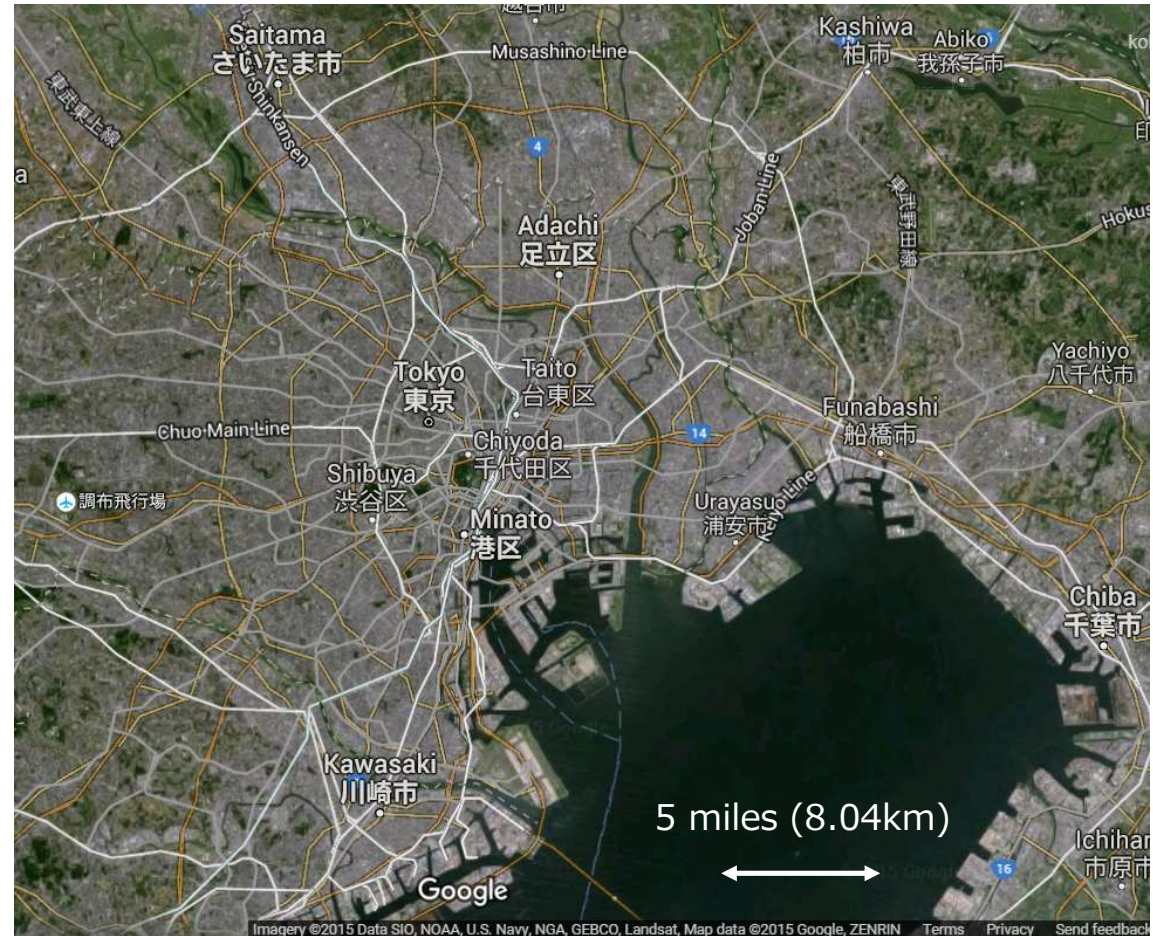 越谷市
Saitama
さいたま市
Shinkansen
Musashino Line
Kashiwa
柏市
Abiko
我孫子市
東武東上線
4
Joban Line
東武野田線
Hokus
Adachi
足立区
Tokyo
東京
Taito
台東区
Yachiyo
八千代市
Funabashi
船橋市
Chuo Main Line
14
Chiyoda
千代田区
Shibuya
渋谷区
調布飛行場
Urayasu
浦安市
Keiyo Line
Minato
港区
Chiba
千葉市
Kawasaki
川崎市
5 miles (8.04km)
Ichihar
市原市
16
Google
Imagery ©2015 Data SIO, NOAA, U.S. Navy, NGA, GEBCO, Landsat, Map data ©2015 Google, ZENRIN Terms Privacy Send feedback